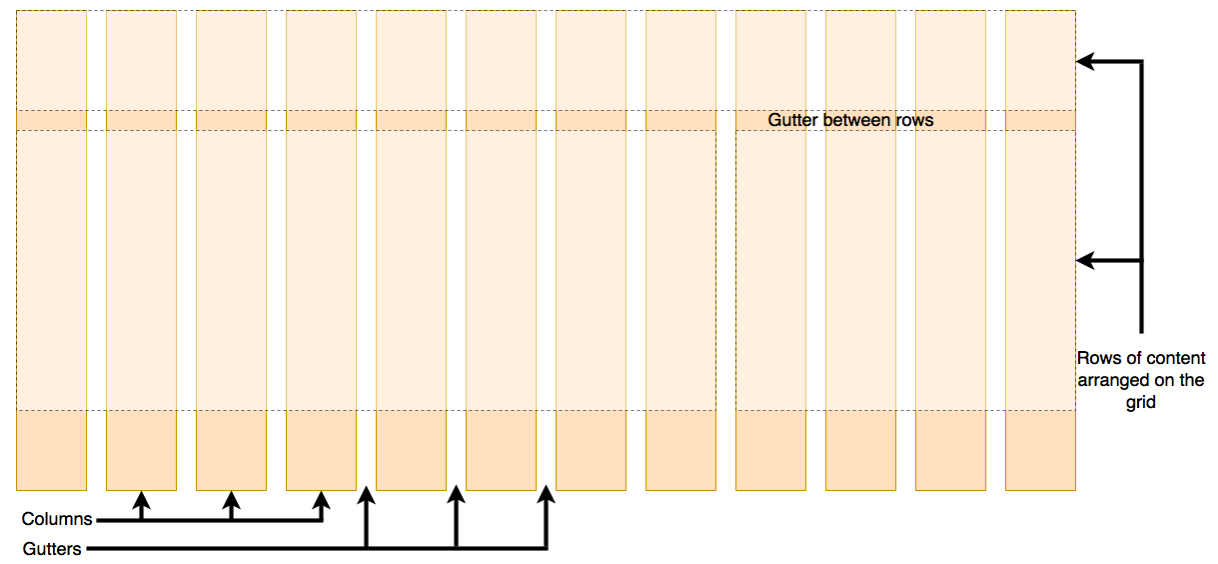 Gutter between rows
Rows of content
arranged on the
grid
Columns
Gutters